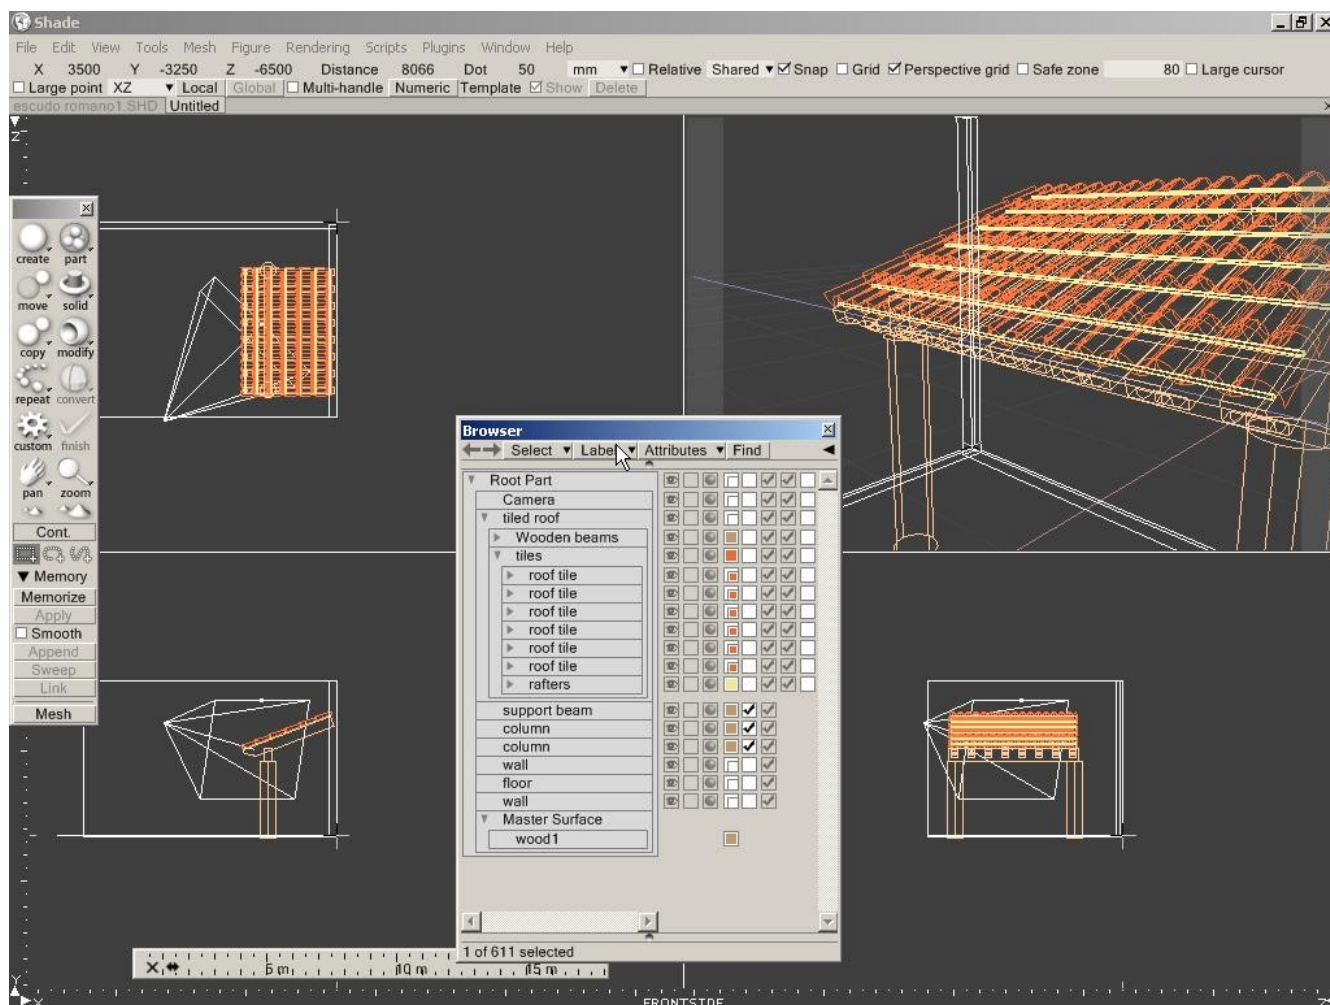 Shade
File Edit View Tools Mesh Figure Rendering Scripts Plugins Window Help
X 3500 Y -3250 Z -6500 Distance 8066 Dot 50 mm Relative Shared Snap Grid Perspective grid Safe zone 80 Large cursor
Large point XZ Local Global Multi-handle Numeric Template Show Delete
escudo romano1.SHD Untitled
Z
create part
move solid
copy modify
repeat convert
custom finish
pan zoom
Cont.
Memory
Memorize
Apply
Smooth
Append
Sweep
Link
Mesh
Browser
Select Label Attributes Find
Root Part
Camera
tiled roof
Wooden beams
tiles
roof tile
roof tile
roof tile
roof tile
roof tile
roof tile
rafters
support beam
column
column
wall
floor
wall
Master Surface
wood1
1 of 611 selected
5 m 10 m 15 m
Y
X
FRONTSIDE
Z